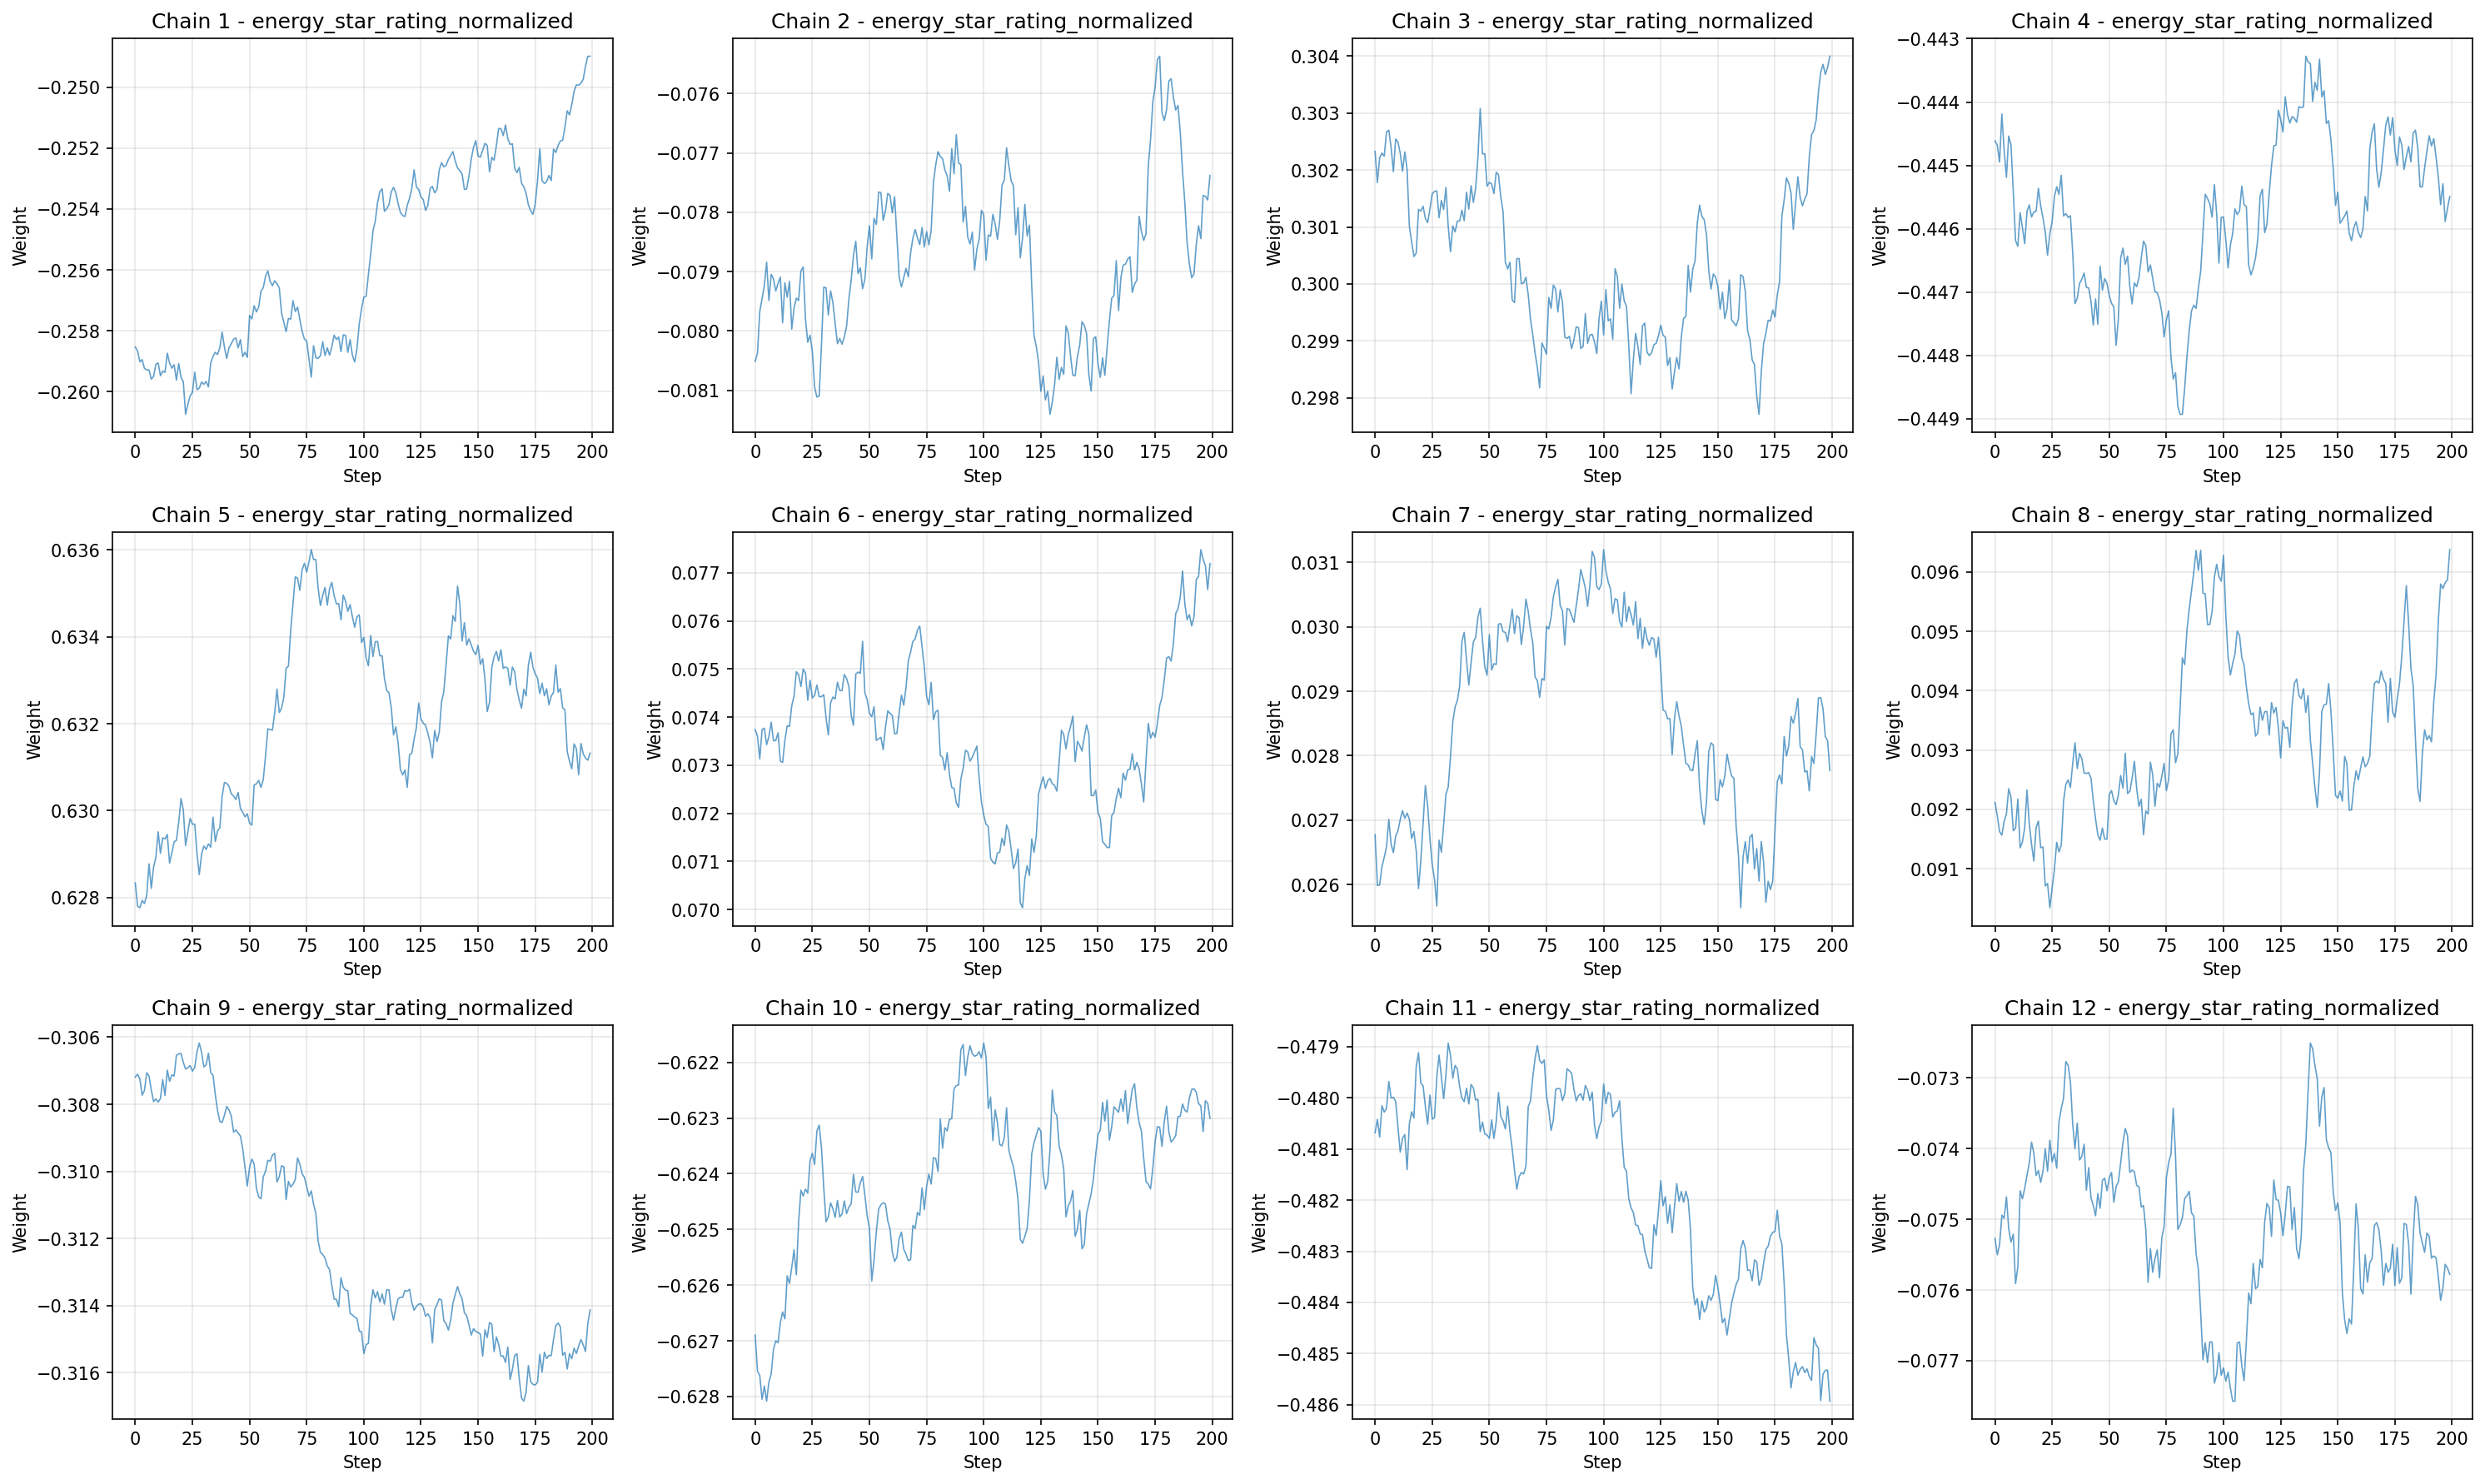 Chain 1 - energy_star_rating_normalized
Weight
−0.250
−0.252
−0.254
−0.256
−0.258
−0.260
0 25 50 75 100 125 150 175 200
Step
Chain 2 - energy_star_rating_normalized
Weight
−0.076
−0.077
−0.078
−0.079
−0.080
−0.081
0 25 50 75 100 125 150 175 200
Step
Chain 3 - energy_star_rating_normalized
Weight
0.304
0.303
0.302
0.301
0.300
0.299
0.298
0 25 50 75 100 125 150 175 200
Step
Chain 4 - energy_star_rating_normalized
Weight
−0.443
−0.444
−0.445
−0.446
−0.447
−0.448
−0.449
0 25 50 75 100 125 150 175 200
Step
Chain 5 - energy_star_rating_normalized
Weight
0.636
0.634
0.632
0.630
0.628
0 25 50 75 100 125 150 175 200
Step
Chain 6 - energy_star_rating_normalized
Weight
0.077
0.076
0.075
0.074
0.073
0.072
0.071
0.070
0 25 50 75 100 125 150 175 200
Step
Chain 7 - energy_star_rating_normalized
Weight
0.031
0.030
0.029
0.028
0.027
0.026
0 25 50 75 100 125 150 175 200
Step
Chain 8 - energy_star_rating_normalized
Weight
0.096
0.095
0.094
0.093
0.092
0.091
0 25 50 75 100 125 150 175 200
Step
Chain 9 - energy_star_rating_normalized
Weight
−0.306
−0.308
−0.310
−0.312
−0.314
−0.316
0 25 50 75 100 125 150 175 200
Step
Chain 10 - energy_star_rating_normalized
Weight
−0.622
−0.623
−0.624
−0.625
−0.626
−0.627
−0.628
0 25 50 75 100 125 150 175 200
Step
Chain 11 - energy_star_rating_normalized
Weight
−0.479
−0.480
−0.481
−0.482
−0.483
−0.484
−0.485
−0.486
0 25 50 75 100 125 150 175 200
Step
Chain 12 - energy_star_rating_normalized
Weight
−0.073
−0.074
−0.075
−0.076
−0.077
0 25 50 75 100 125 150 175 200
Step